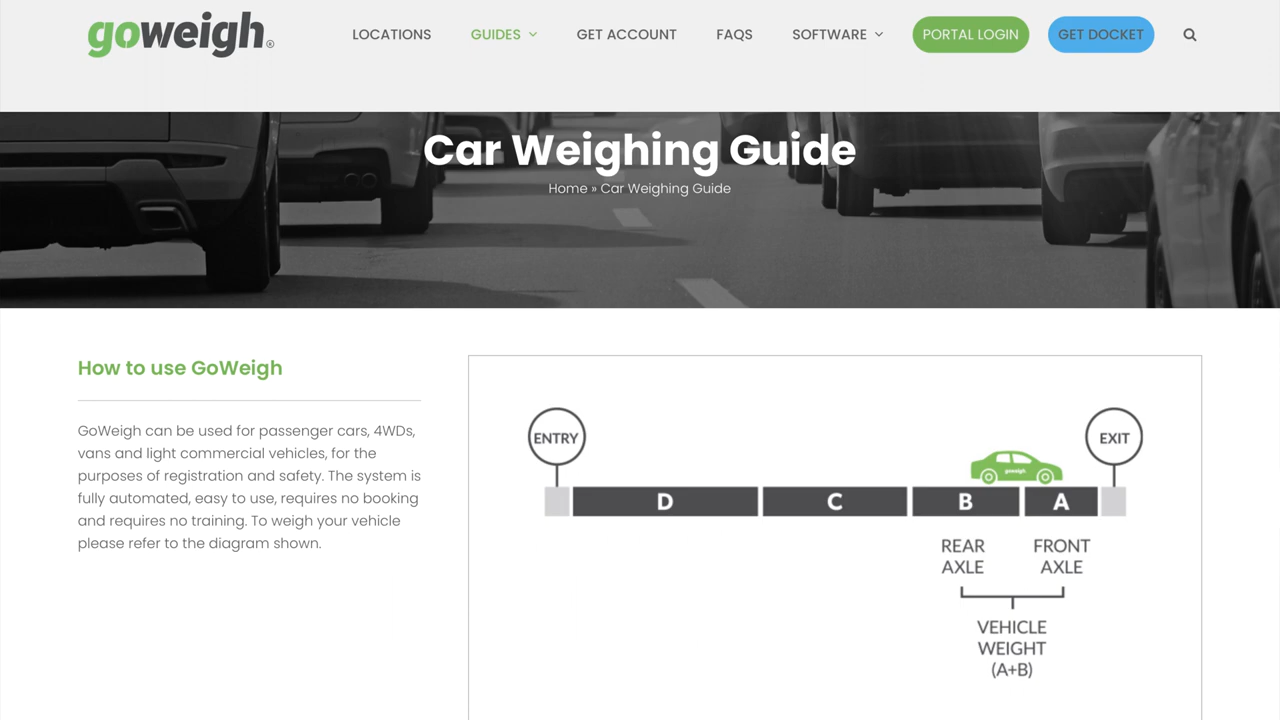 goweigh®
LOCATIONS
GUIDES
GET ACCOUNT
FAQS
SOFTWARE
PORTAL LOGIN
GET DOCKET
Car Weighing Guide
Home » Car Weighing Guide
How to use GoWeigh
GoWeigh can be used for passenger cars, 4WDs,
vans and light commercial vehicles, for the
purposes of registration and safety. The system is
fully automated, easy to use, requires no booking
and requires no training. To weigh your vehicle
please refer to the diagram shown.
ENTRY
EXIT
goweigh.
D
C
B
A
REAR
AXLE
FRONT
AXLE
VEHICLE
WEIGHT
(A+B)